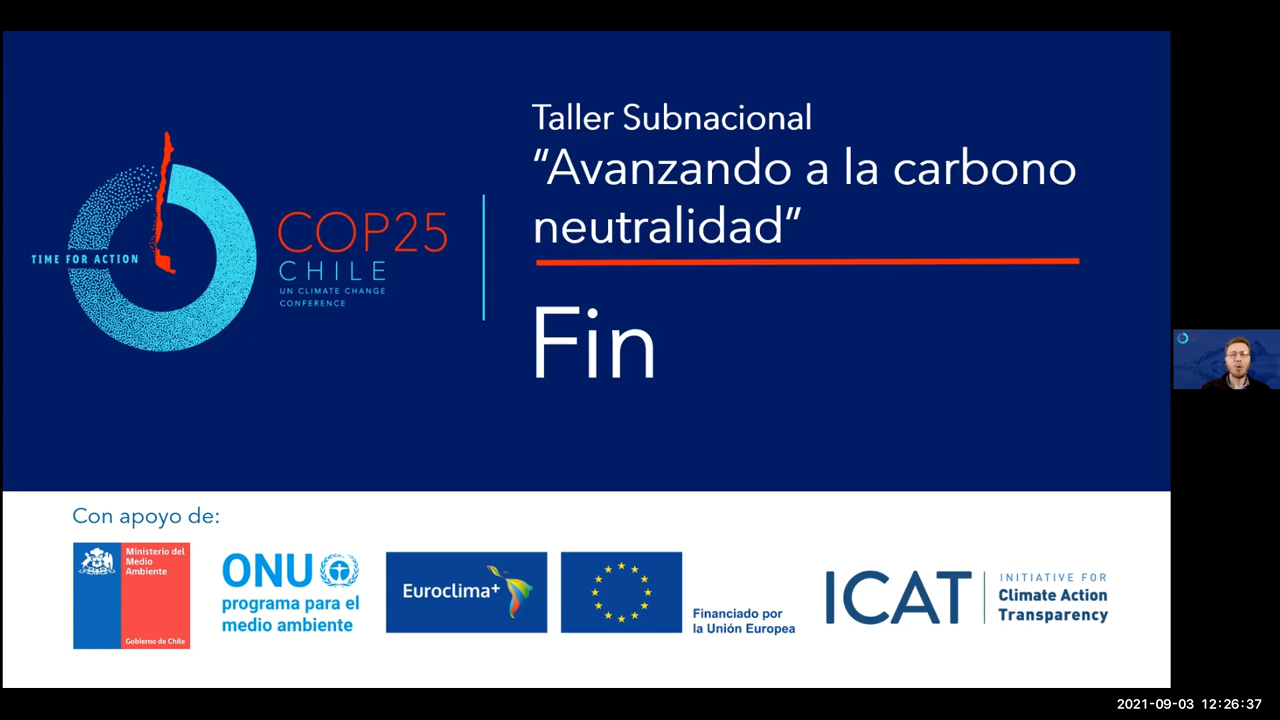 TIME FOR ACTION
COP25
CHILE
UN CLIMATE CHANGE
CONFERENCE
Taller Subnacional
“Avanzando a la carbono
neutralidad”
Fin
Con apoyo de:
Ministerio del
Medio
Ambiente
Gobierno de Chile
ONU
programa para el
medio ambiente
Euroclima+
Financiado por
la Unión Europea
ICAT
INITIATIVE FOR
Climate Action
Transparency
2021-09-03 12:26:37